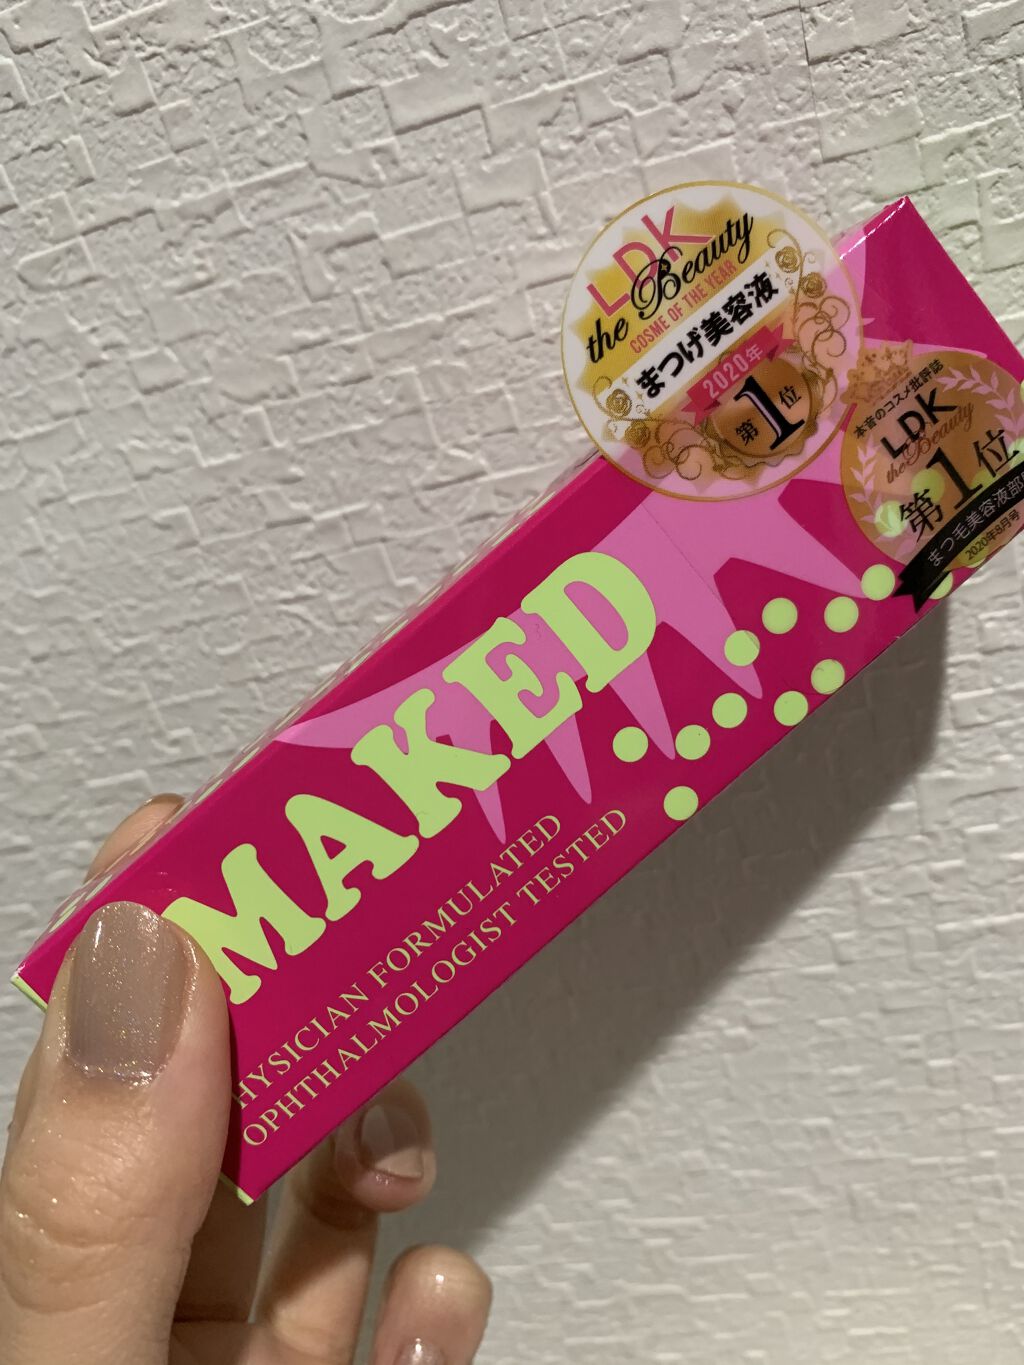 LDK
the Beauty
COSME OF THE YEAR
まつげ美容液
2020年
第1位
本音のコスメ批評誌
LDK
the Beauty
第1位
まつ毛美容液部
2020年8月号
MAKED
HYSICIAN FORMULATED
OPHTHALMOLOGIST TESTED